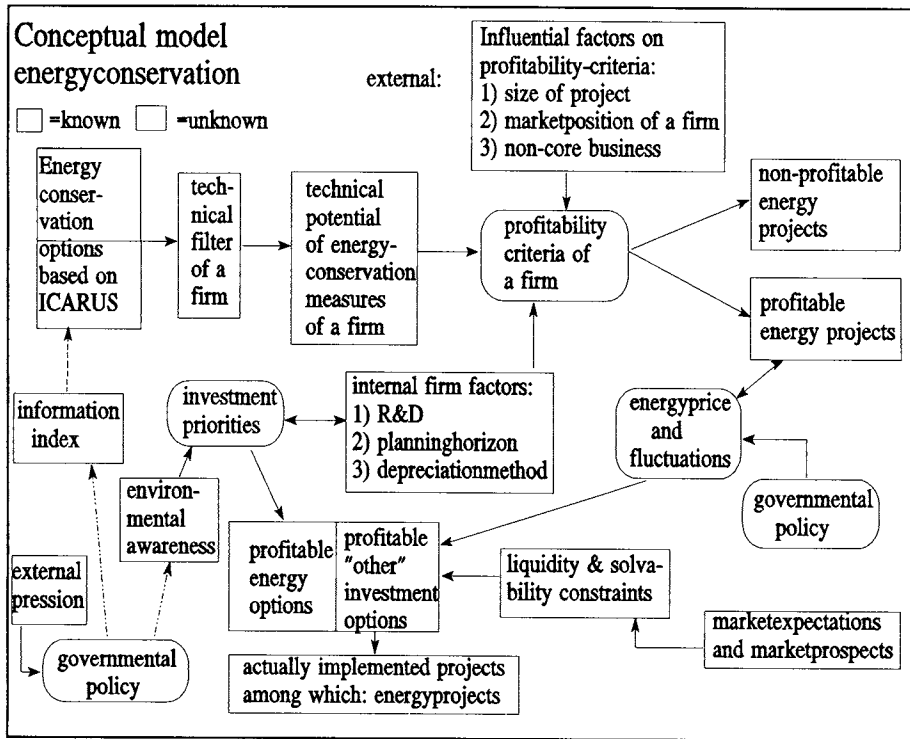 Conceptual model
energyconservation
=known
=unknown
external:
Influential factors on
profitability-criteria:
1) size of project
2) marketposition of a firm
3) non-core business
Energy
conser-
vation
options
based on
ICARUS
tech-
nical
filter
of a
firm
technical
potential
of energy-
conservation
measures
of a firm
profitability
criteria of
a firm
non-profitable
energy
projects
profitable
energy projects
information
index
investment
priorities
internal firm factors:
1) R&D
2) planninghorizon
3) depreciationmethod
energyprice
and
fluctuations
governmental
policy
environ-
mental
awareness
external
pression
governmental
policy
profitable
energy
options
profitable
"other"
investment
options
liquidity & solva-
bility constraints
marketexpectations
and marketprospects
actually implemented projects
among which: energyprojects